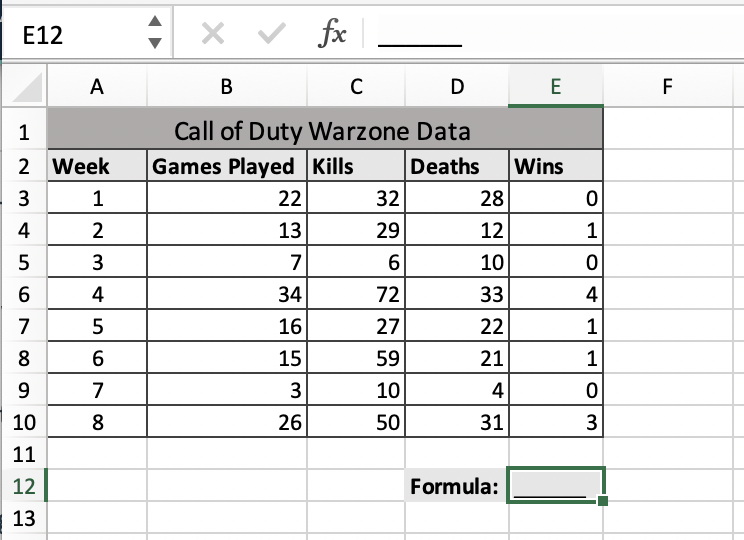 E12 fx _______
A B C D E F
1 Call of Duty Warzone Data
2 Week Games Played Kills Deaths Wins
3 1 22 32 28 0
4 2 13 29 12 1
5 3 7 6 10 0
6 4 34 72 33 4
7 5 16 27 22 1
8 6 15 59 21 1
9 7 3 10 4 0
10 8 26 50 31 3
11
12 Formula: _______
13